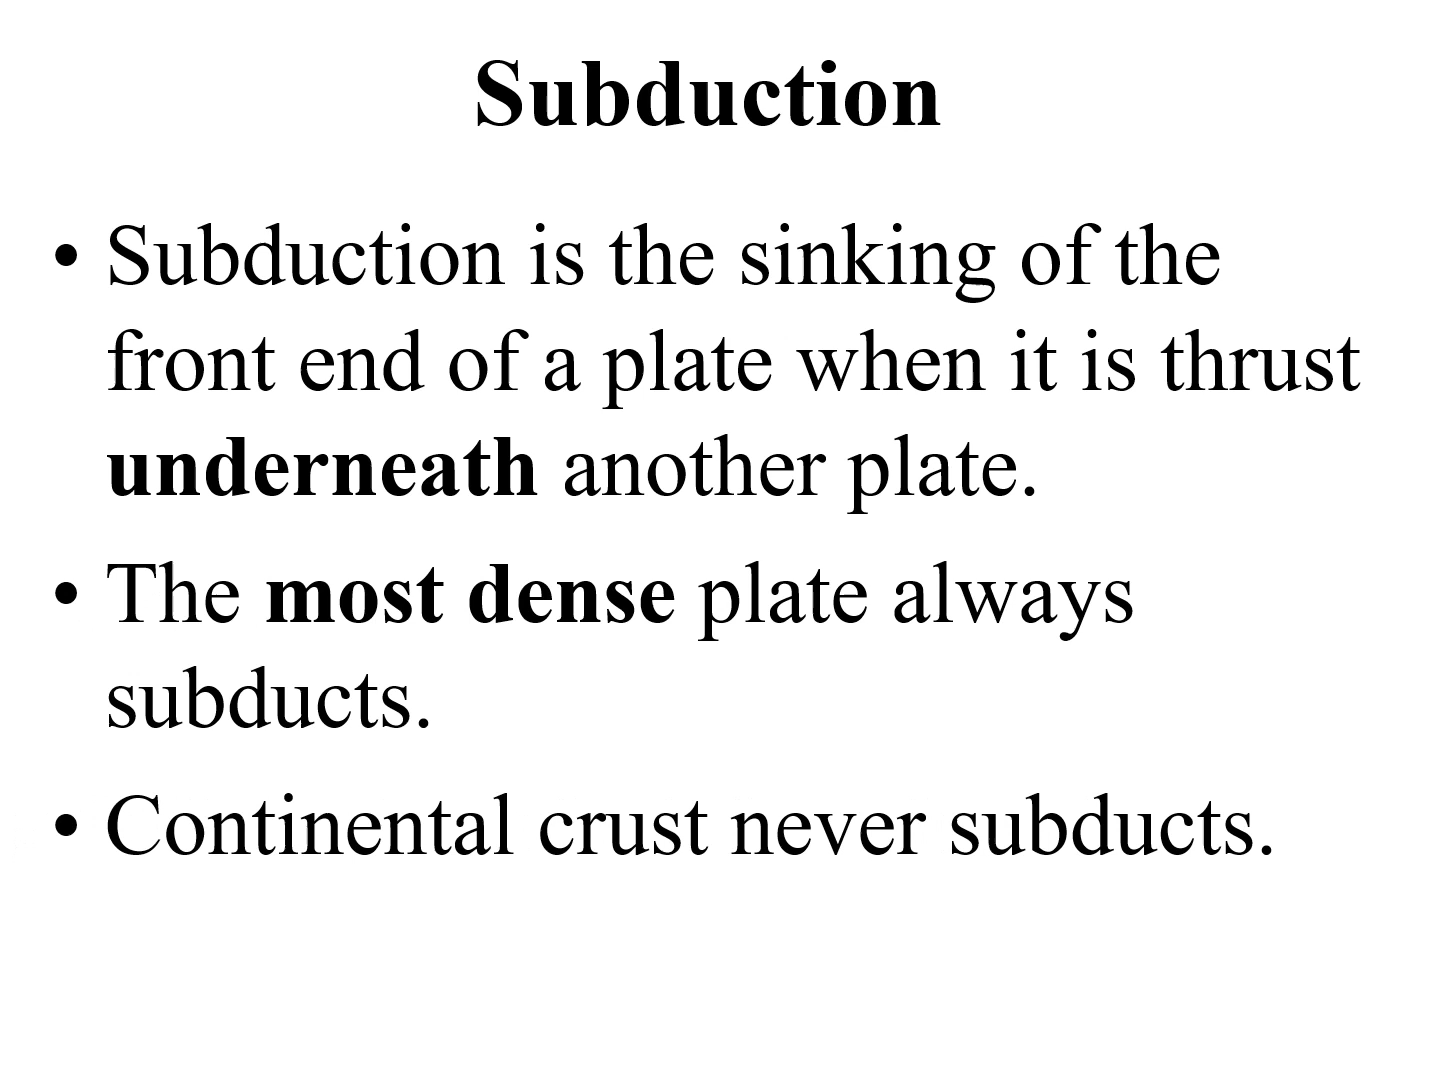 Subduction
• Subduction is the sinking of the
front end of a plate when it is thrust
underneath another plate.
• The most dense plate always
subducts.
• Continental crust never subducts.